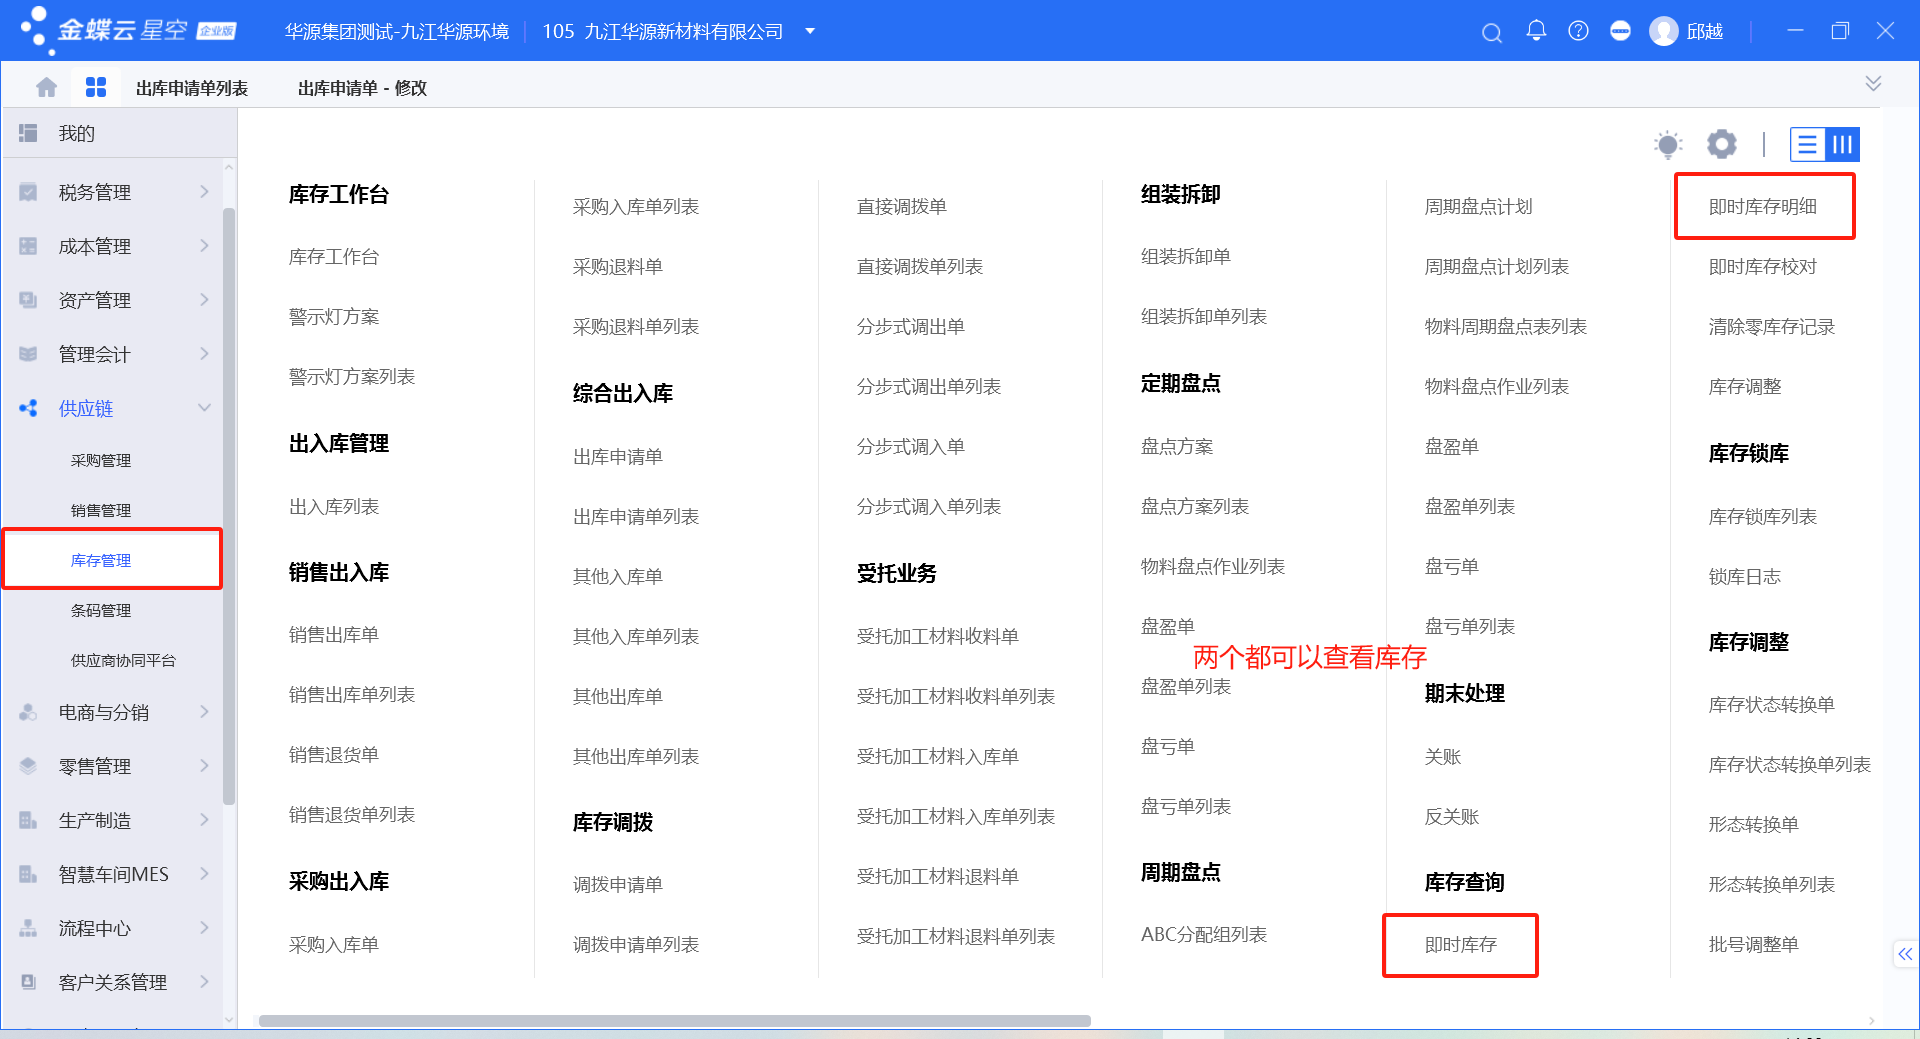 金蝶云 星空 企业版
华源集团测试-九江华源环境
105 九江华源新材料有限公司
邱越
出库申请单列表
出库申请单 - 修改
我的
税务管理
成本管理
资产管理
管理会计
供应链
采购管理
销售管理
库存管理
条码管理
供应商协同平台
电商与分销
零售管理
生产制造
智慧车间MES
流程中心
客户关系管理
库存工作台
库存工作台
警示灯方案
警示灯方案列表
出入库管理
出入库列表
销售出入库
销售出库单
销售出库单列表
销售退货单
销售退货单列表
采购出入库
采购入库单
采购入库单列表
采购退料单
采购退料单列表
综合出入库
出库申请单
出库申请单列表
其他入库单
其他入库单列表
其他出库单
其他出库单列表
库存调拨
调拨申请单
调拨申请单列表
直接调拨单
直接调拨单列表
分步式调出单
分步式调出单列表
分步式调入单
分步式调入单列表
受托业务
受托加工材料收料单
受托加工材料收料单列表
受托加工材料入库单
受托加工材料入库单列表
受托加工材料退料单
受托加工材料退料单列表
组装拆卸
组装拆卸单
组装拆卸单列表
定期盘点
盘点方案
盘点方案列表
物料盘点作业列表
盘盈单
两个都可以查看库存
盘盈单列表
盘亏单
盘亏单列表
周期盘点
ABC分配组列表
周期盘点计划
周期盘点计划列表
物料周期盘点表列表
物料盘点作业列表
盘盈单
盘盈单列表
盘亏单
盘亏单列表
期末处理
关账
反关账
库存查询
即时库存
即时库存明细
即时库存校对
清除零库存记录
库存调整
库存锁库
库存锁库列表
锁库日志
库存调整
库存状态转换单
库存状态转换单列表
形态转换单
形态转换单列表
批号调整单